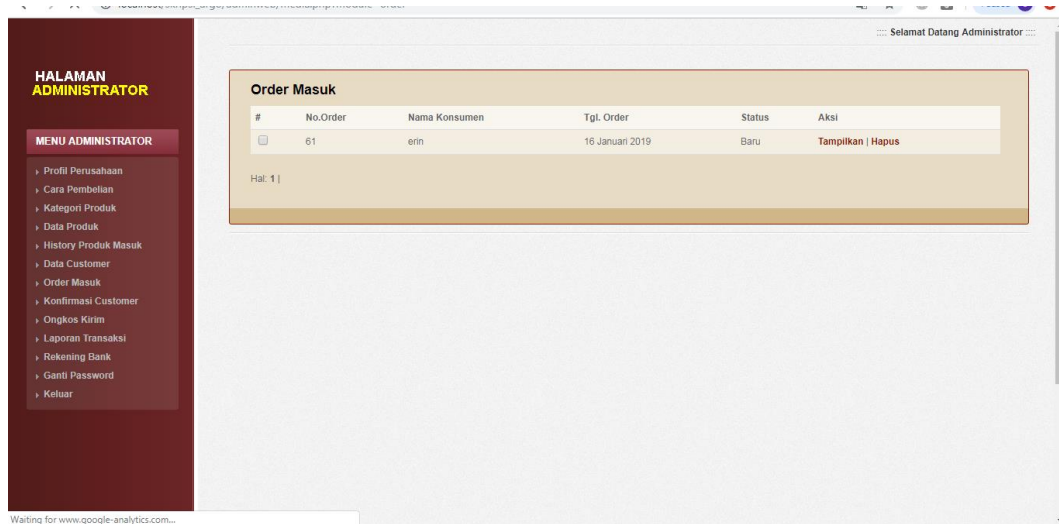 :::: Selamat Datang Administrator ::::
HALAMAN
ADMINISTRATOR
MENU ADMINISTRATOR
Profil Perusahaan
Cara Pembelian
Kategori Produk
Data Produk
History Produk Masuk
Data Customer
Order Masuk
Konfirmasi Customer
Ongkos Kirim
Laporan Transaksi
Rekening Bank
Ganti Password
Keluar
Order Masuk
# No.Order Nama Konsumen Tgl. Order Status Aksi
61 erin 16 Januari 2019 Baru Tampilkan | Hapus
Hal: 1 |
Waiting for www.google-analytics.com...